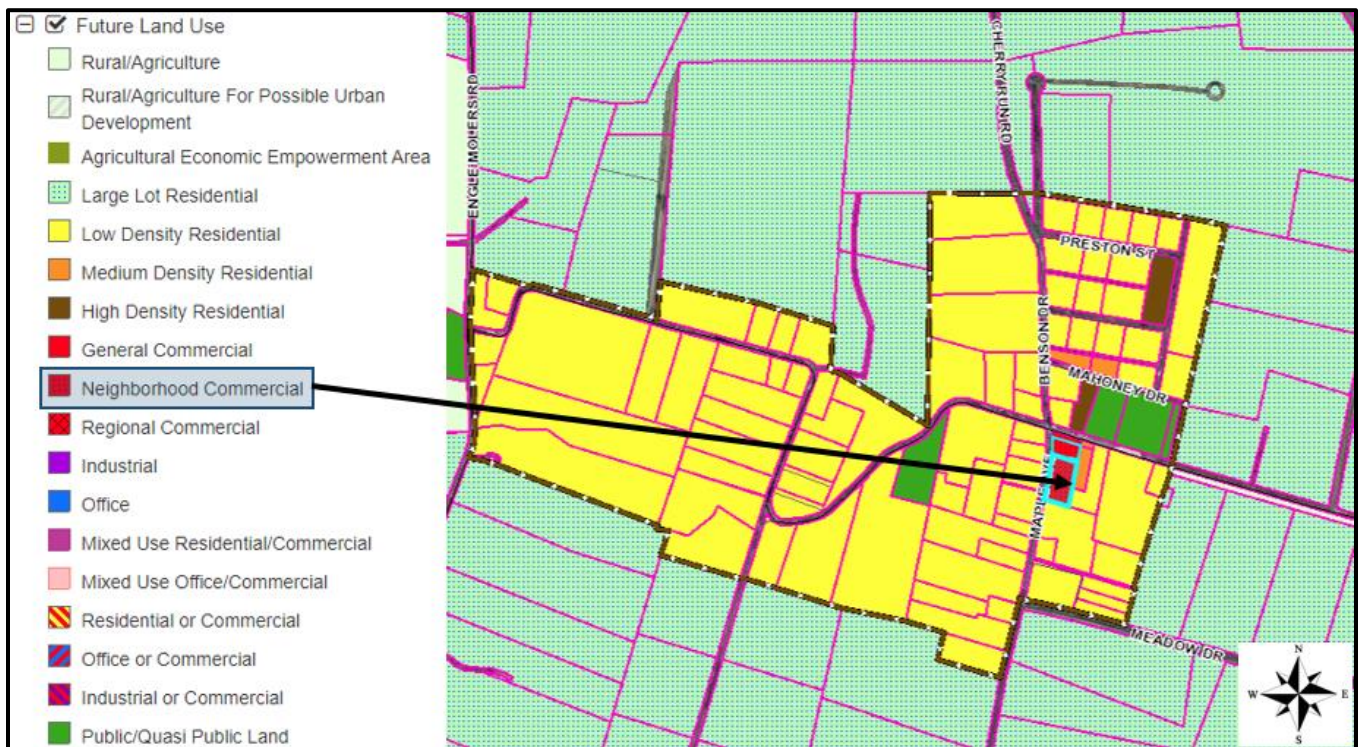 Future Land Use
Rural/Agriculture
Rural/Agriculture For Possible Urban
Development
Agricultural Economic Empowerment Area
Large Lot Residential
Low Density Residential
Medium Density Residential
High Density Residential
General Commercial
Neighborhood Commercial
Regional Commercial
Industrial
Office
Mixed Use Residential/Commercial
Mixed Use Office/Commercial
Residential or Commercial
Office or Commercial
Industrial or Commercial
Public/Quasi Public Land
ENGLE MOLERS RD
CHERRY RUN RD
PRESTON ST
BENSON DR
MAHONEY DR
MEADOW DR
N
W
E
S